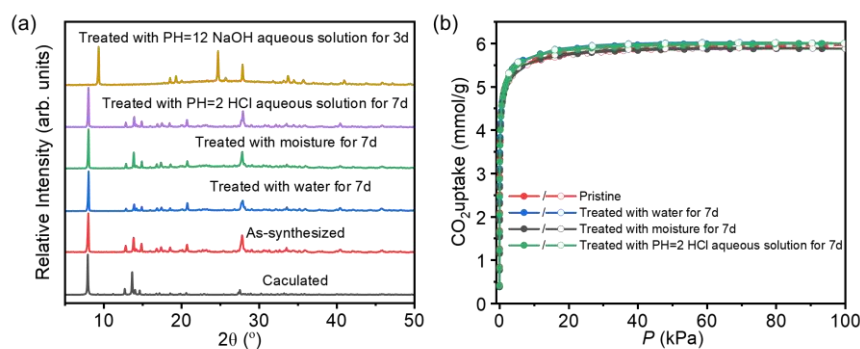 (a)
Treated with PH=12 NaOH aqueous solution for 3d
Treated with PH=2 HCl aqueous solution for 7d
Treated with moisture for 7d
Treated with water for 7d
As-synthesized
Caculated
Relative Intensity (arb. units)
10 20 30 40 50
2θ (º)
(b)
7
6
5
4
3
2
1
0
CO2uptake (mmol/g)
/ Pristine
/ Treated with water for 7d
/ Treated with moisture for 7d
/ Treated with PH=2 HCl aqueous solution for 7d
0 20 40 60 80 100
P (kPa)